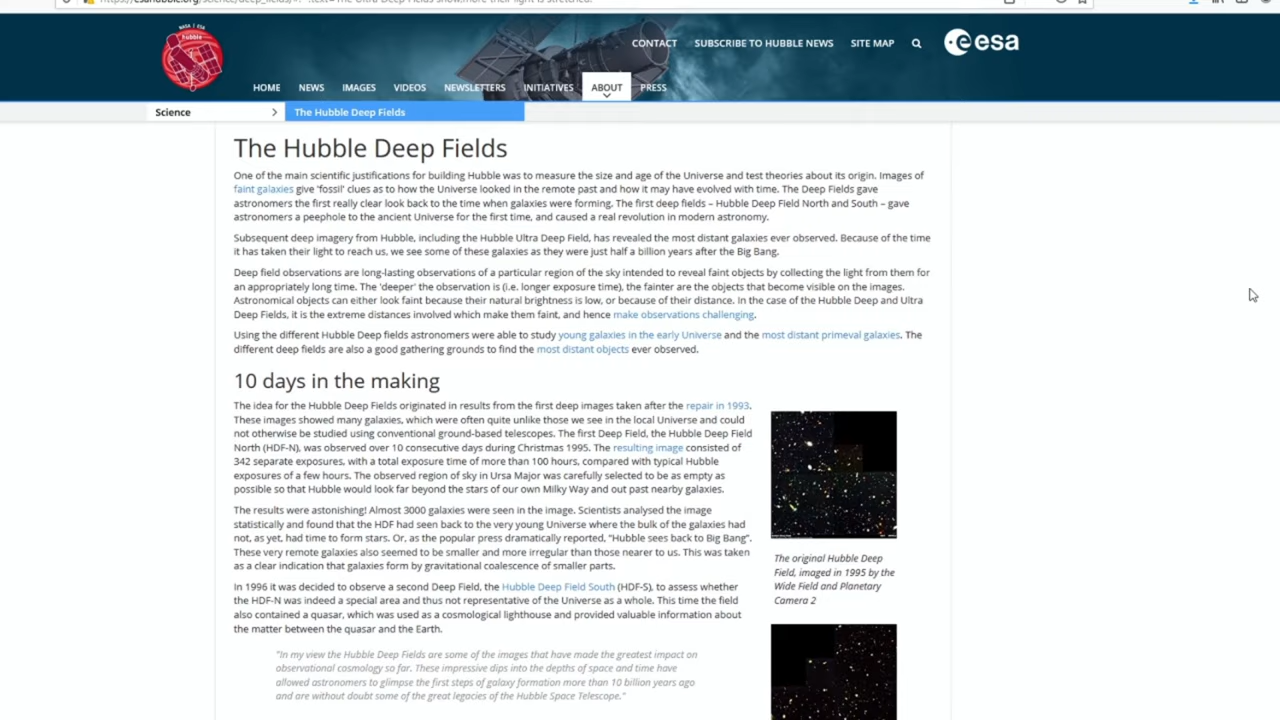 NASA | ESA
hubble
CONTACT SUBSCRIBE TO HUBBLE NEWS SITE MAP
esa
HOME NEWS IMAGES VIDEOS NEWSLETTERS INITIATIVES ABOUT PRESS
Science The Hubble Deep Fields
The Hubble Deep Fields
One of the main scientific justifications for building Hubble was to measure the size and age of the Universe and test theories about its origin. Images of
faint galaxies give 'fossil' clues as to how the Universe looked in the remote past and how it may have evolved with time. The Deep Fields gave
astronomers the first really clear look back to the time when galaxies were forming. The first deep fields – Hubble Deep Field North and South – gave
astronomers a peephole to the ancient Universe for the first time, and caused a real revolution in modern astronomy.
Subsequent deep imagery from Hubble, including the Hubble Ultra Deep Field, has revealed the most distant galaxies ever observed. Because of the time
it has taken their light to reach us, we see some of these galaxies as they were just half a billion years after the Big Bang.
Deep field observations are long-lasting observations of a particular region of the sky intended to reveal faint objects by collecting the light from them for
an appropriately long time. The 'deeper' the observation is (i.e. longer exposure time), the fainter are the objects that become visible on the images.
Astronomical objects can either look faint because their natural brightness is low, or because of their distance. In the case of the Hubble Deep and Ultra
Deep Fields, it is the extreme distances involved which make them faint, and hence make observations challenging.
Using the different Hubble Deep fields astronomers were able to study young galaxies in the early Universe and the most distant primeval galaxies. The
different deep fields are also a good gathering grounds to find the most distant objects ever observed.
10 days in the making
The idea for the Hubble Deep Fields originated in results from the first deep images taken after the repair in 1993.
These images showed many galaxies, which were often quite unlike those we see in the local Universe and could
not otherwise be studied using conventional ground-based telescopes. The first Deep Field, the Hubble Deep Field
North (HDF-N), was observed over 10 consecutive days during Christmas 1995. The resulting image consisted of
342 separate exposures, with a total exposure time of more than 100 hours, compared with typical Hubble
exposures of a few hours. The observed region of sky in Ursa Major was carefully selected to be as empty as
possible so that Hubble would look far beyond the stars of our own Milky Way and out past nearby galaxies.
The results were astonishing! Almost 3000 galaxies were seen in the image. Scientists analysed the image
statistically and found that the HDF had seen back to the very young Universe where the bulk of the galaxies had
not, as yet, had time to form stars. Or, as the popular press dramatically reported, "Hubble sees back to Big Bang".
These very remote galaxies also seemed to be smaller and more irregular than those nearer to us. This was taken
as a clear indication that galaxies form by gravitational coalescence of smaller parts.
In 1996 it was decided to observe a second Deep Field, the Hubble Deep Field South (HDF-S), to assess whether
the HDF-N was indeed a special area and thus not representative of the Universe as a whole. This time the field
also contained a quasar, which was used as a cosmological lighthouse and provided valuable information about
the matter between the quasar and the Earth.
"In my view the Hubble Deep Fields are some of the images that have made the greatest impact on
observational cosmology so far. These impressive dips into the depths of space and time have
allowed astronomers to glimpse the first steps of galaxy formation more than 10 billion years ago
and are without doubt some of the great legacies of the Hubble Space Telescope."
The original Hubble Deep
Field, imaged in 1995 by the
Wide Field and Planetary
Camera 2